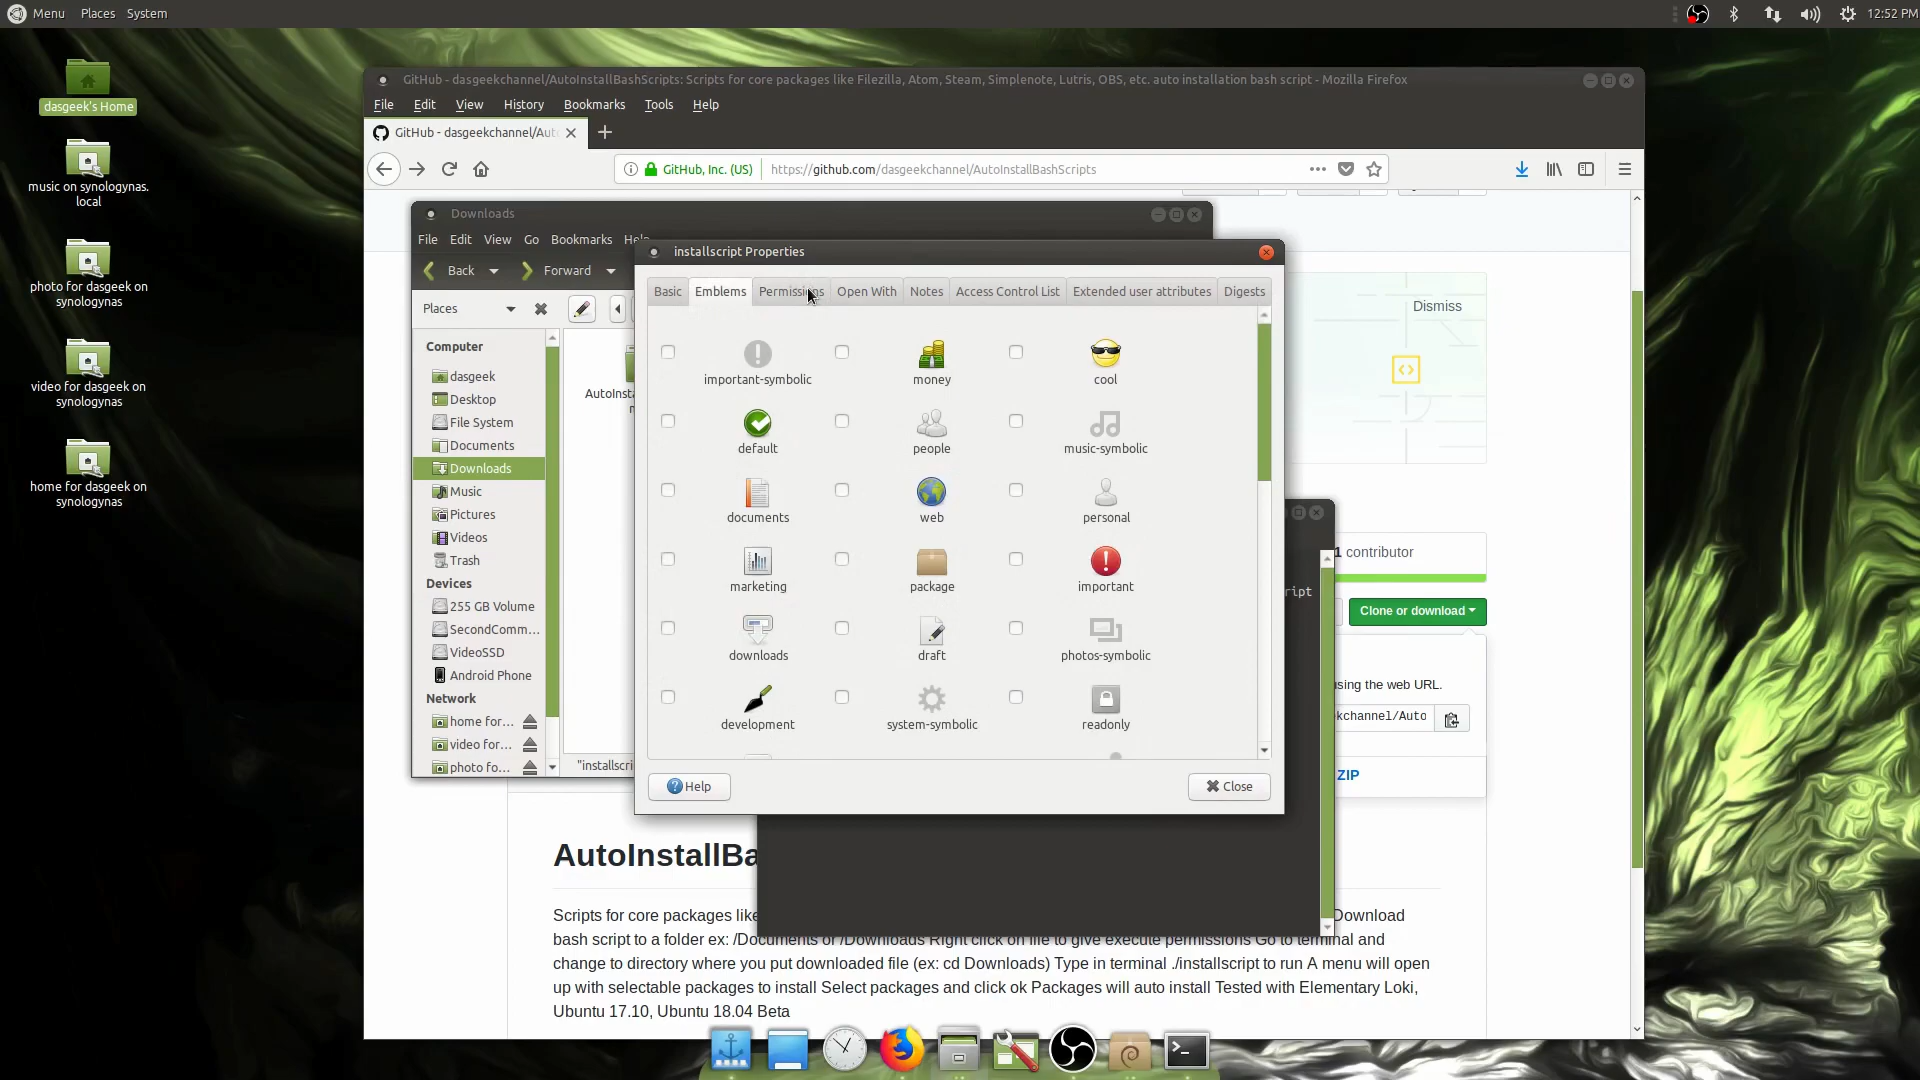 Menu Places System
12:52 PM
dasgeek's Home
music on synologynas.
local
photo for dasgeek on
synologynas
video for dasgeek on
synologynas
home for dasgeek on
synologynas
GitHub - dasgeekchannel/AutoInstallBashScripts: Scripts for core packages like Filezilla, Atom, Steam, Simplenote, Lutris, OBS, etc. auto installation bash script - Mozilla Firefox
File Edit View History Bookmarks Tools Help
GitHub - dasgeekchannel/Aut
GitHub, Inc. (US) https://github.com/dasgeekchannel/AutoInstallBashScripts
Downloads
File Edit View Go Bookmarks Help
Back Forward
Places
Computer
dasgeek
Desktop
File System
Documents
Downloads
Music
Pictures
Videos
Trash
Devices
255 GB Volume
SecondComm...
VideoSSD
Android Phone
Network
home for...
video for...
photo fo...
AutoInsta
"installscri
installscript Properties
Basic Emblems Permissions Open With Notes Access Control List Extended user attributes Digests
important-symbolic money cool
default people music-symbolic
documents web personal
marketing package important
downloads draft photos-symbolic
development system-symbolic readonly
Help Close
Dismiss
1 contributor
ript
Clone or download
using the web URL.
kchannel/Auto
ZIP
AutoInstallBa
Scripts for core packages like Download
bash script to a folder ex: /Documents or /Downloads Right click on file to give execute permissions Go to terminal and
change to directory where you put downloaded file (ex: cd Downloads) Type in terminal ./installscript to run A menu will open
up with selectable packages to install Select packages and click ok Packages will auto install Tested with Elementary Loki,
Ubuntu 17.10, Ubuntu 18.04 Beta